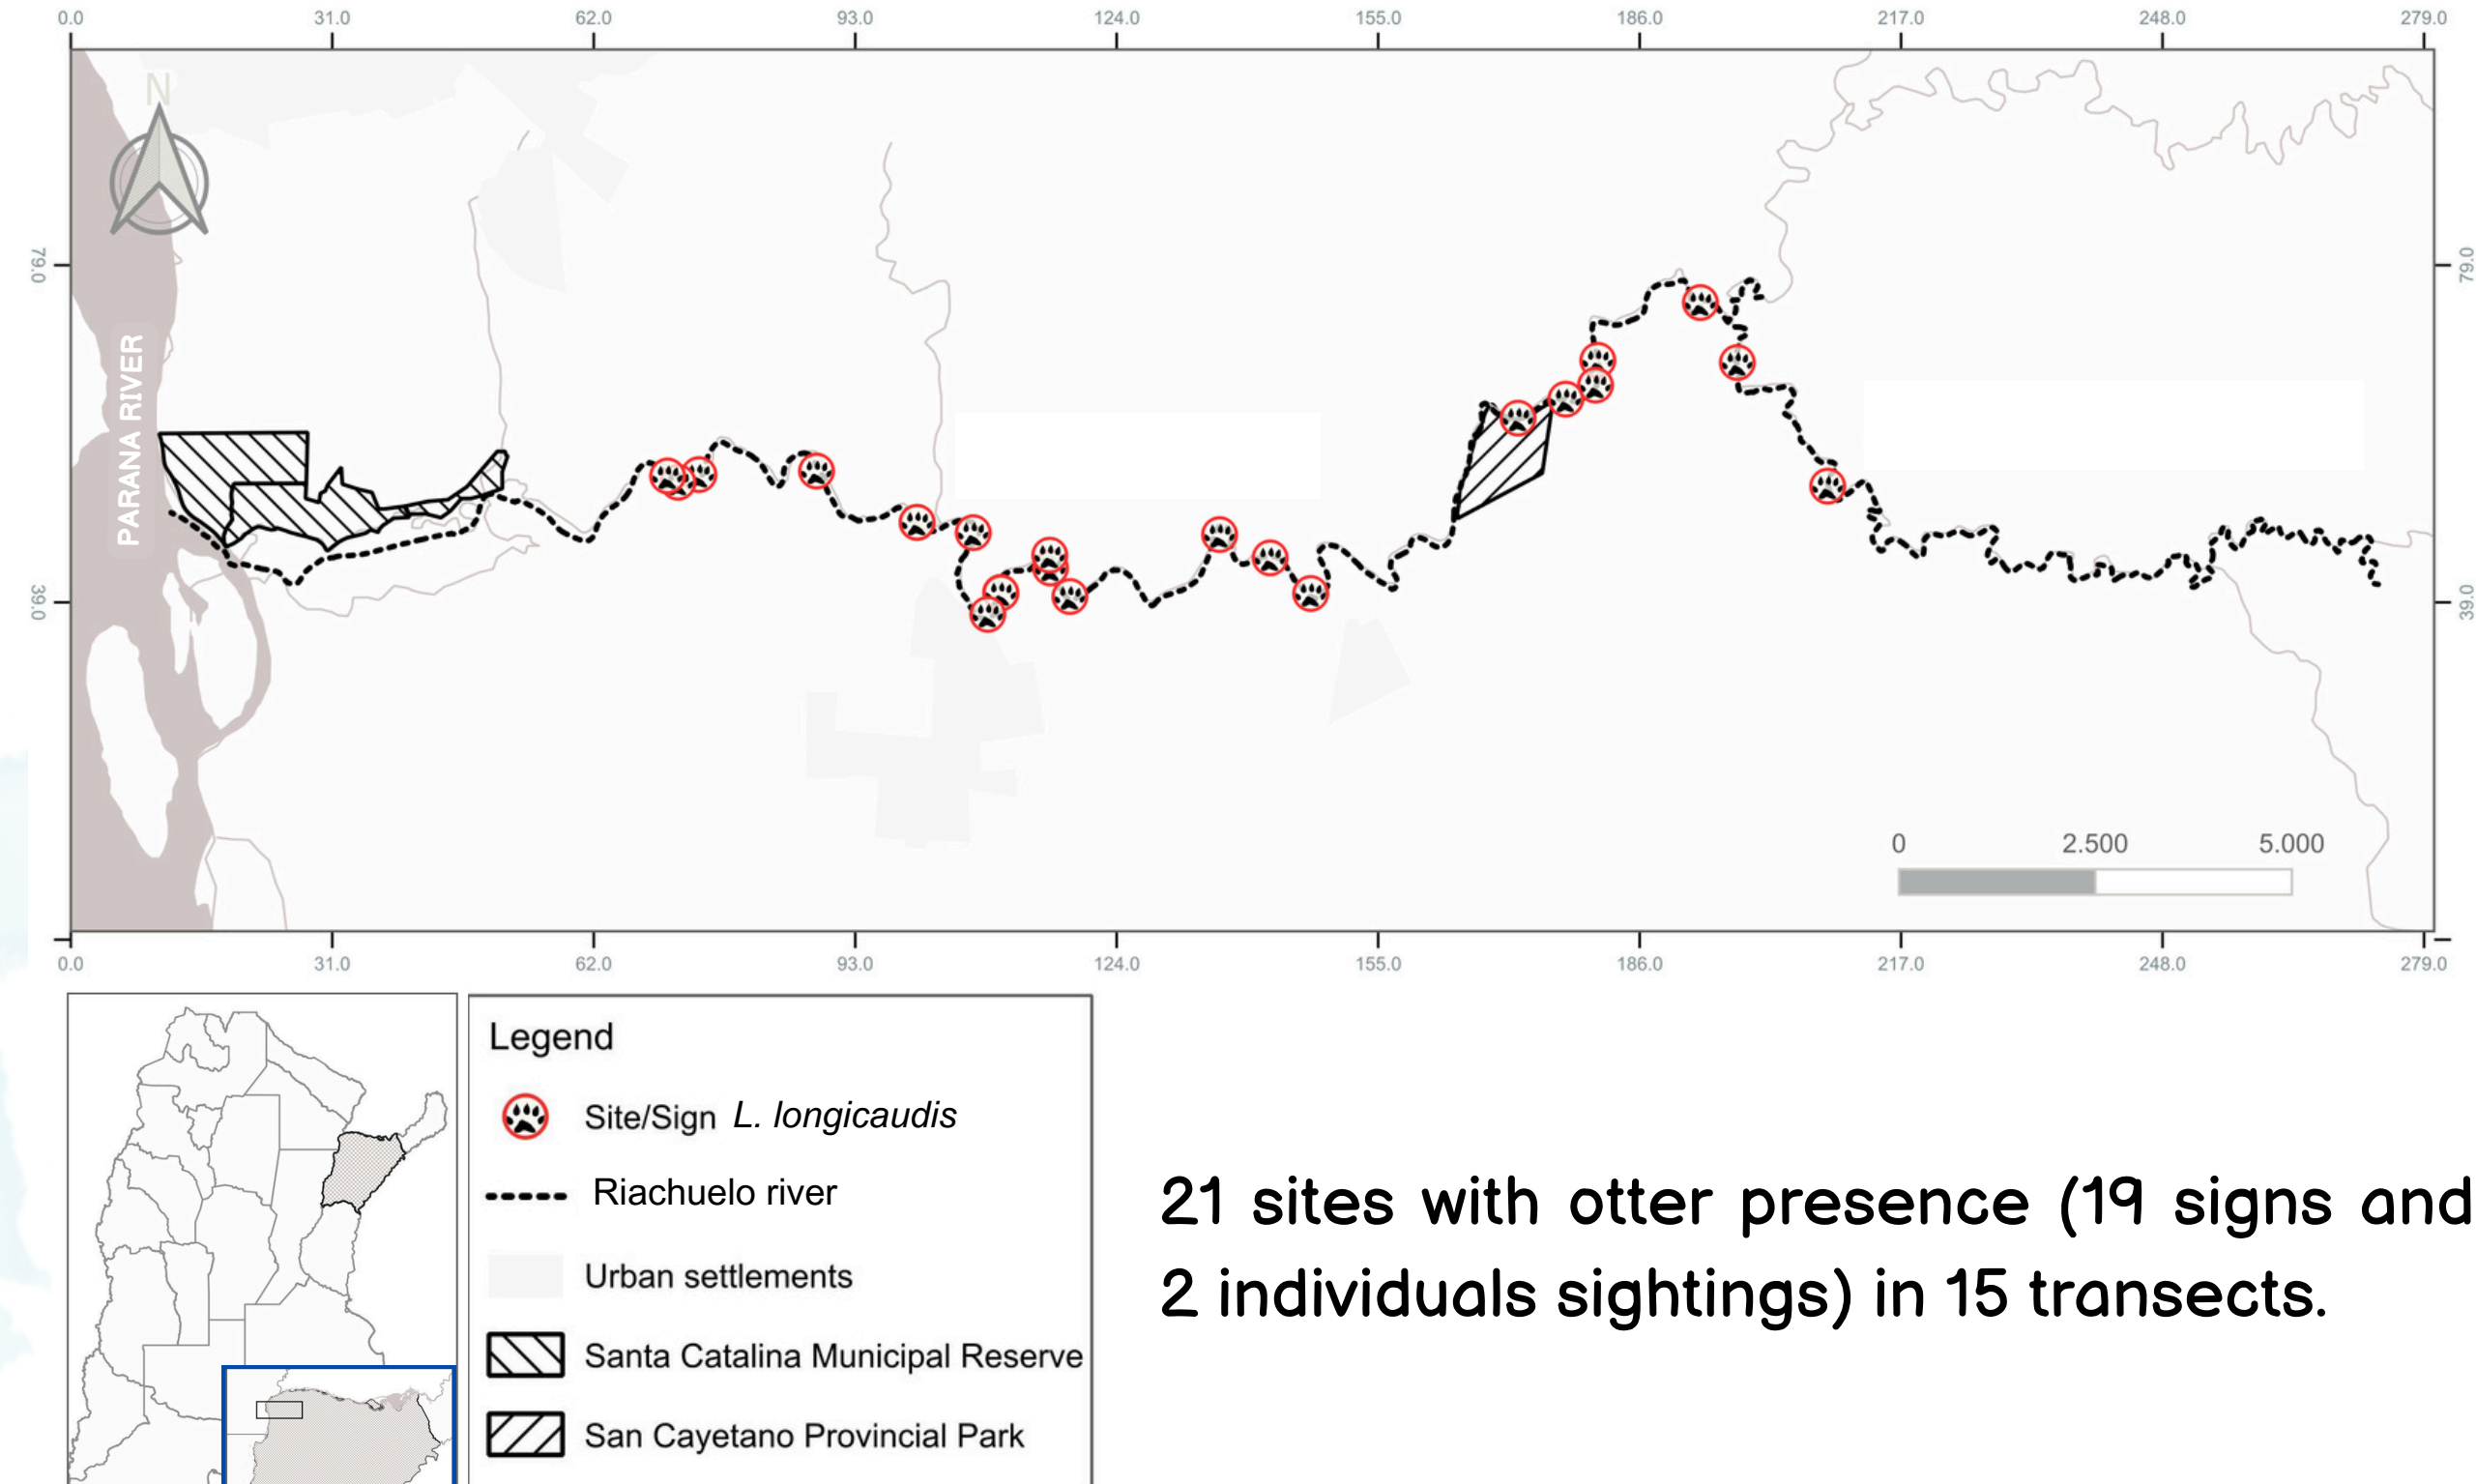 0.0 31.0 62.0 93.0 124.0 155.0 186.0 217.0 248.0 279.0
N
79.0 79.0
PARANA RIVER
39.0 39.0
0 2.500 5.000
0.0 31.0 62.0 93.0 124.0 155.0 186.0 217.0 248.0 279.0
Legend
Site/Sign L. longicaudis
Riachuelo river
Urban settlements
Santa Catalina Municipal Reserve
San Cayetano Provincial Park
21 sites with otter presence (19 signs and
2 individuals sightings) in 15 transects.